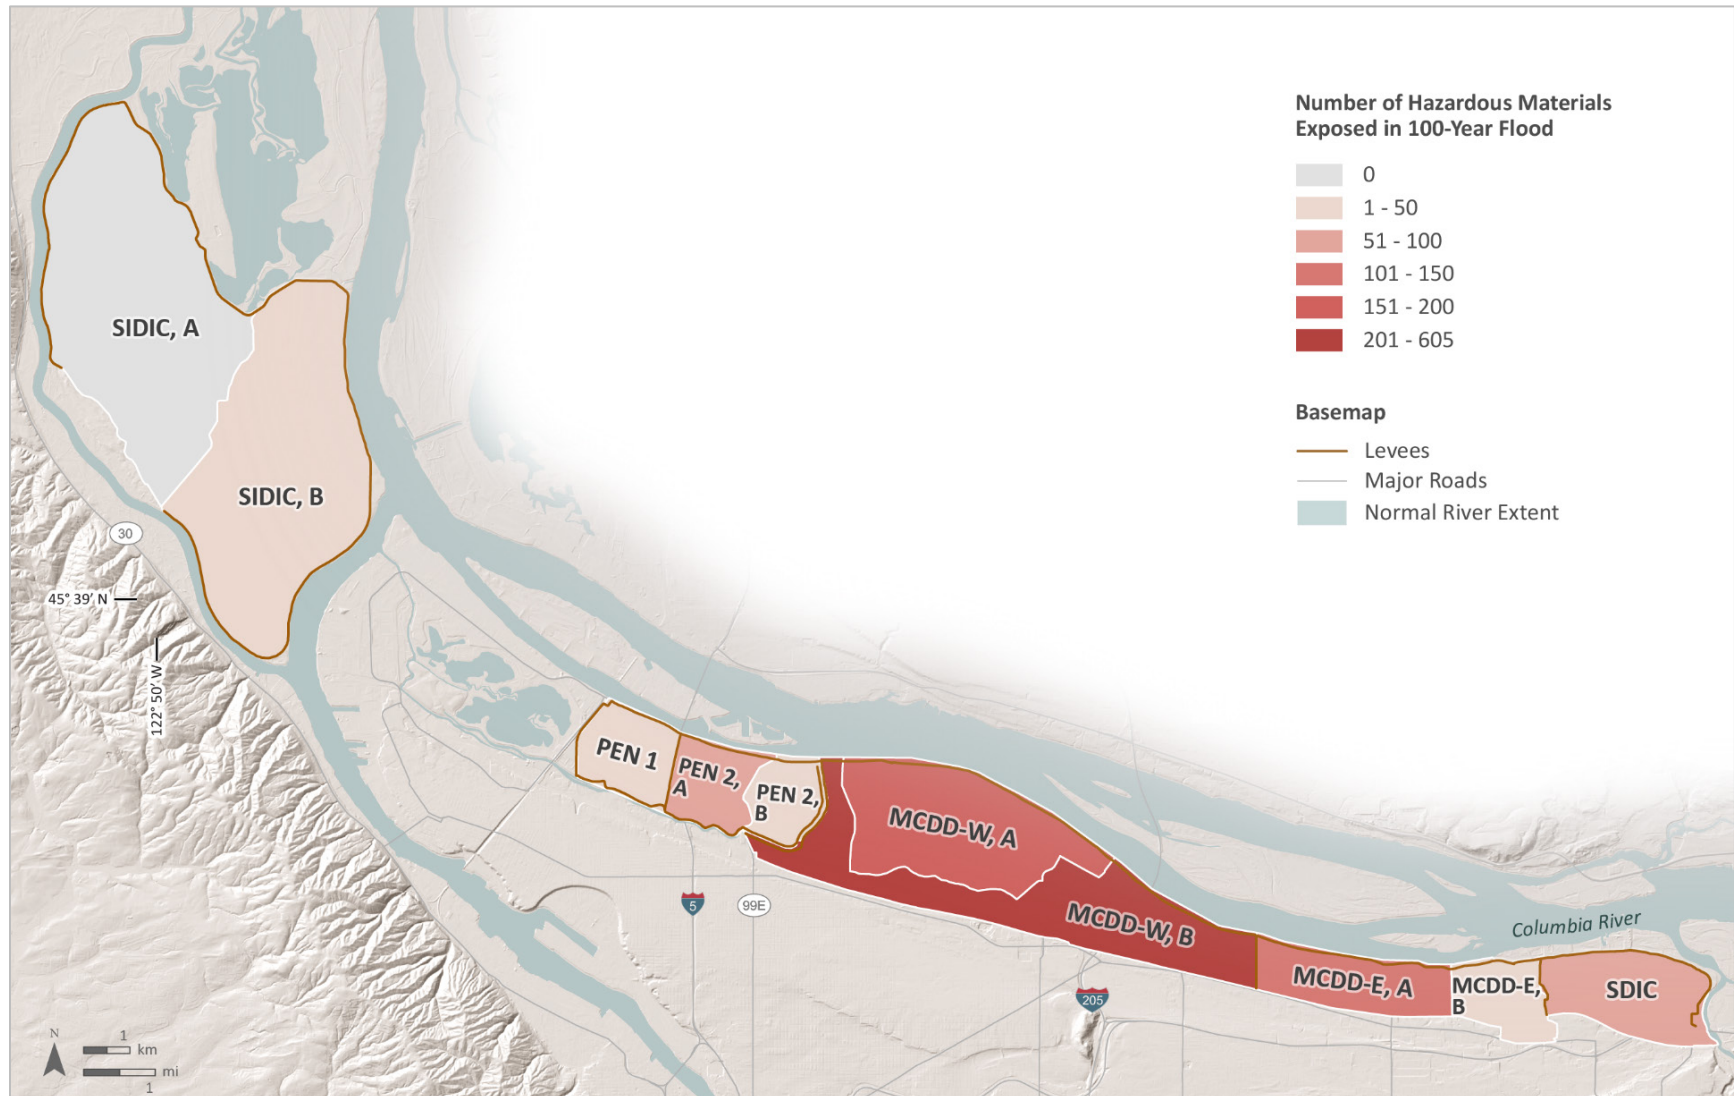 Number of Hazardous Materials
Exposed in 100-Year Flood
0
1 - 50
51 - 100
101 - 150
151 - 200
201 - 605
Basemap
Levees
Major Roads
Normal River Extent
SIDIC, A
SIDIC, B
30
45° 39' N
122° 50' W
PEN 1
PEN 2,
A
PEN 2,
B
MCDD-W, A
MCDD-W, B
5
99E
Columbia River
MCDD-E, A
MCDD-E,
B
SDIC
205
N
1
km
mi
1